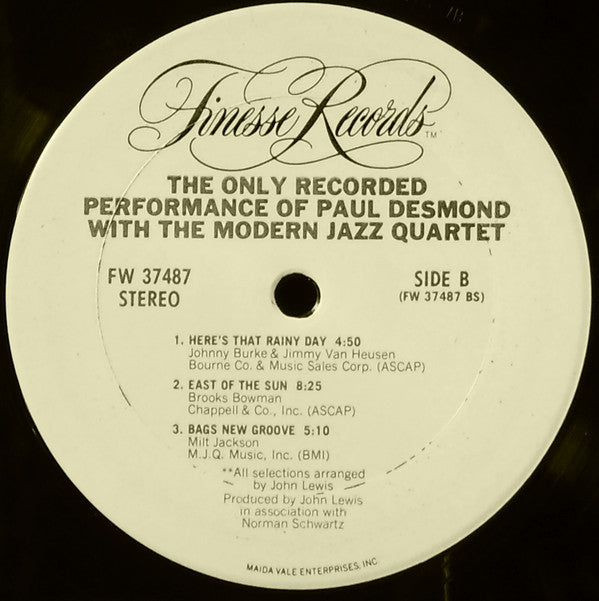 Finesse Records™
THE ONLY RECORDED
PERFORMANCE OF PAUL DESMOND
WITH THE MODERN JAZZ QUARTET
FW 37487
STEREO
SIDE B
(FW 37487 BS)
1. HERE'S THAT RAINY DAY 4:50
Johnny Burke & Jimmy Van Heusen
Bourne Co. & Music Sales Corp. (ASCAP)
2. EAST OF THE SUN 8:25
Brooks Bowman
Chappell & Co., Inc. (ASCAP)
3. BAGS NEW GROOVE 5:10
Milt Jackson
M.J.Q. Music, Inc. (BMI)
**All selections arranged
by John Lewis
Produced by John Lewis
in association with
Norman Schwartz
MAIDA VALE ENTERPRISES, INC.